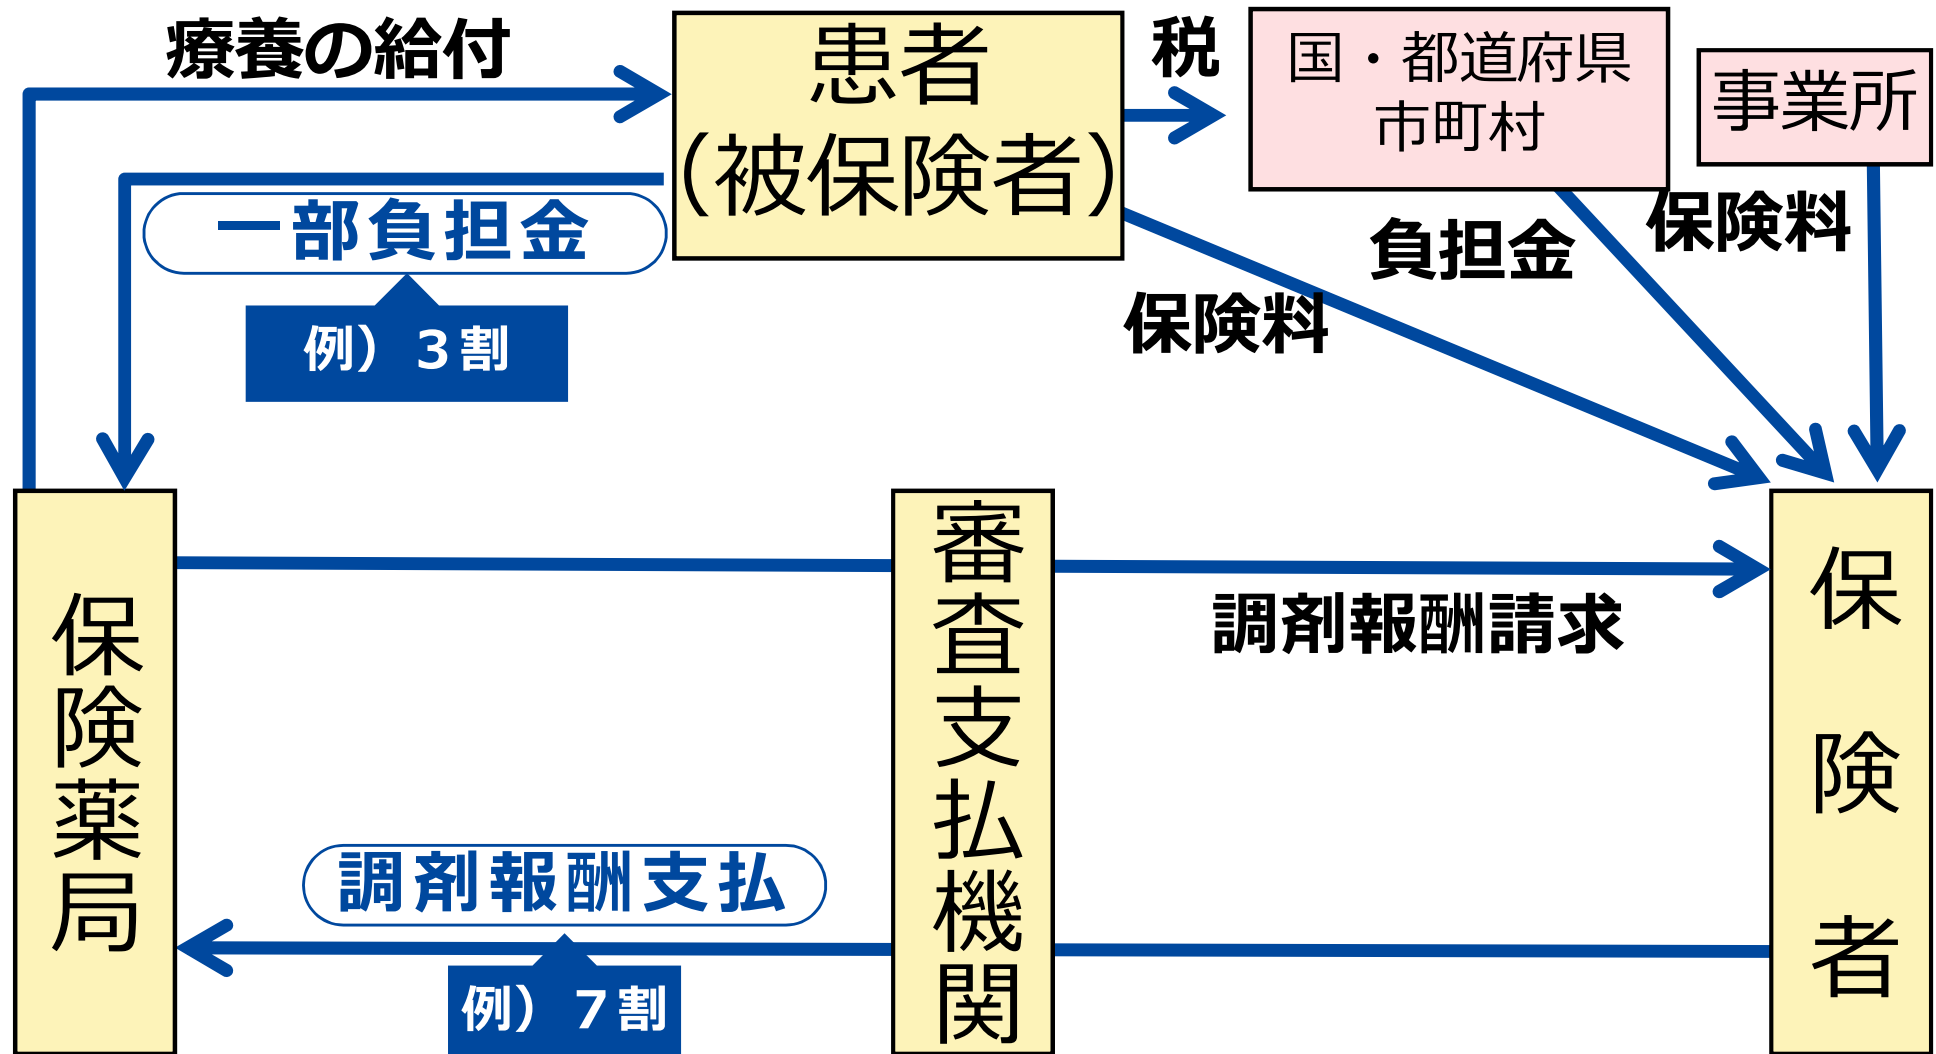 療養の給付
患者
（被保険者）
税
国・都道府県
市町村
事業所
一部負担金
例）３割
保険料
負担金
保険料
保険薬局
審査支払機関
保険者
調剤報酬請求
調剤報酬支払
例）７割